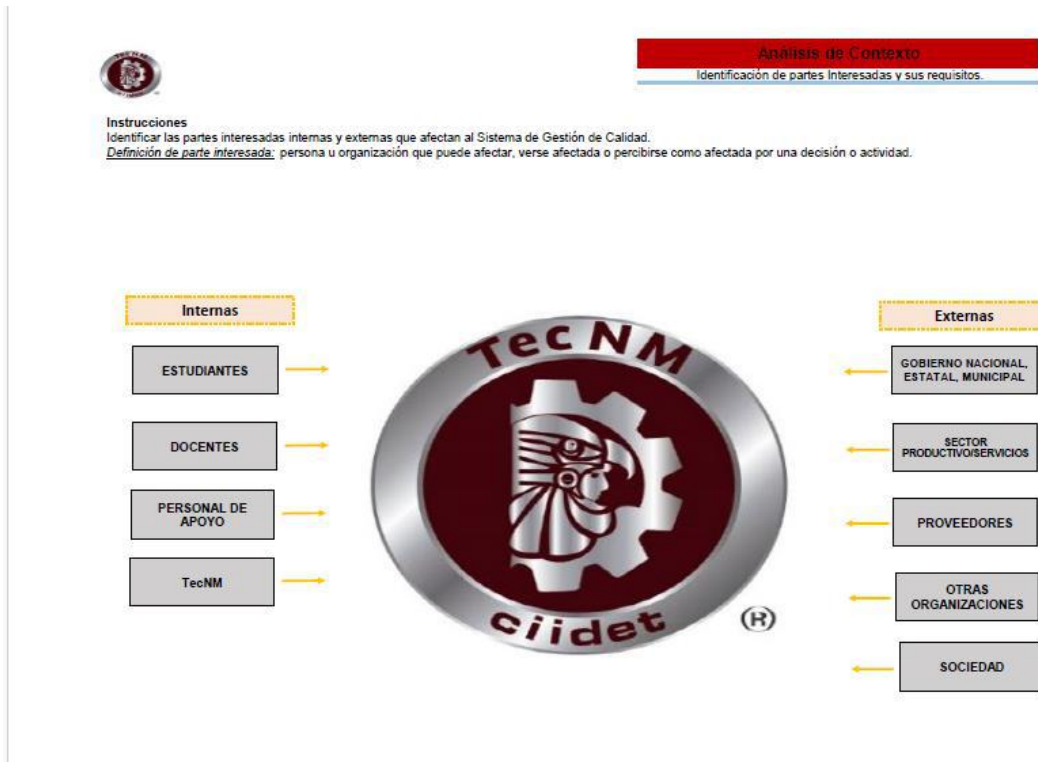 TecNM
Análisis de Contexto
Identificación de partes Interesadas y sus requisitos.
Instrucciones
Identificar las partes interesadas internas y externas que afectan al Sistema de Gestión de Calidad.
Definición de parte interesada: persona u organización que puede afectar, verse afectada o percibirse como afectada por una decisión o actividad.
Internas
ESTUDIANTES
DOCENTES
PERSONAL DE
APOYO
TecNM
TecNM
ciidet
®
Externas
GOBIERNO NACIONAL,
ESTATAL, MUNICIPAL
SECTOR
PRODUCTIVO/SERVICIOS
PROVEEDORES
OTRAS
ORGANIZACIONES
SOCIEDAD